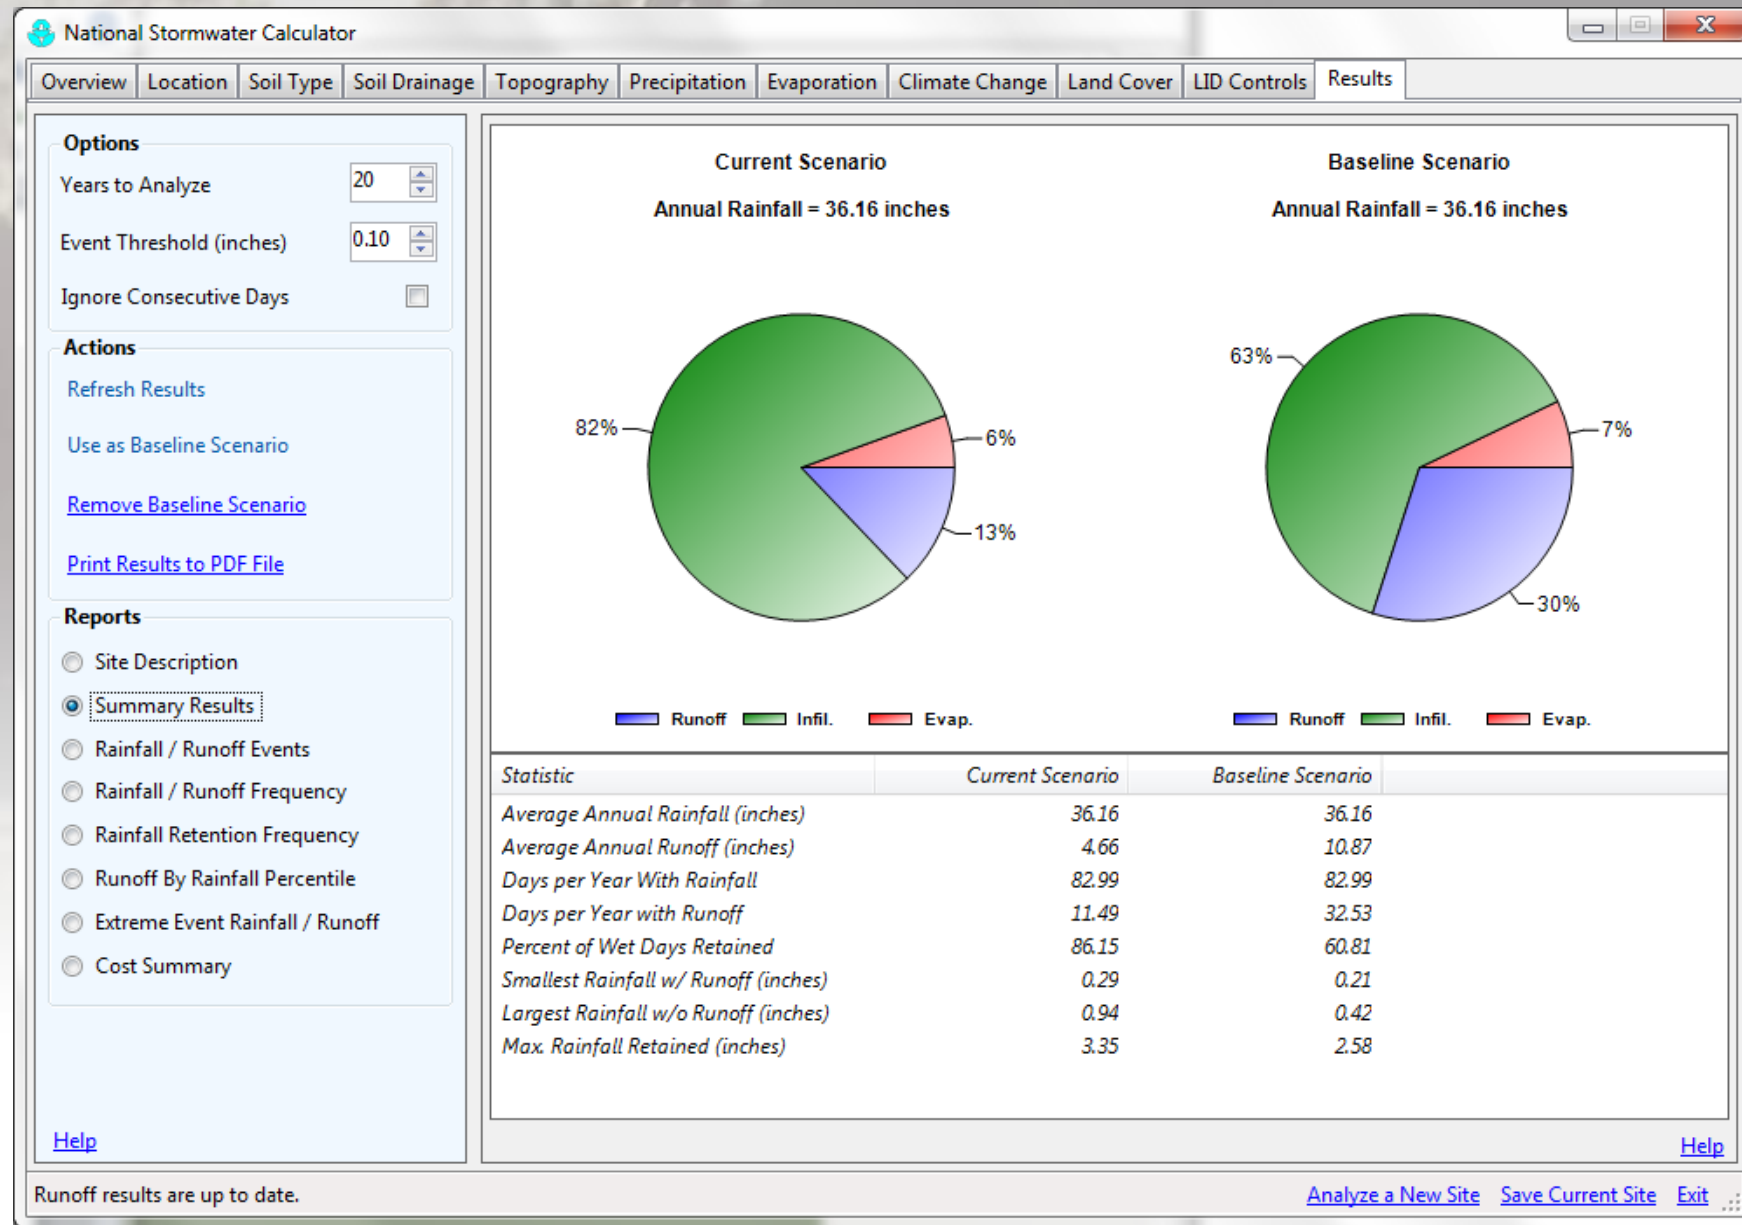 National Stormwater Calculator
Overview Location Soil Type Soil Drainage Topography Precipitation Evaporation Climate Change Land Cover LID Controls Results
Options
Years to Analyze 20
Event Threshold (inches) 0.10
Ignore Consecutive Days
Actions
Refresh Results
Use as Baseline Scenario
Remove Baseline Scenario
Print Results to PDF File
Reports
Site Description
Summary Results
Rainfall / Runoff Events
Rainfall / Runoff Frequency
Rainfall Retention Frequency
Runoff By Rainfall Percentile
Extreme Event Rainfall / Runoff
Cost Summary
Help
Current Scenario
Annual Rainfall = 36.16 inches
82%
6%
13%
Runoff Infil. Evap.
Baseline Scenario
Annual Rainfall = 36.16 inches
63%
7%
30%
Runoff Infil. Evap.
Statistic Current Scenario Baseline Scenario
Average Annual Rainfall (inches) 36.16 36.16
Average Annual Runoff (inches) 4.66 10.87
Days per Year With Rainfall 82.99 82.99
Days per Year with Runoff 11.49 32.53
Percent of Wet Days Retained 86.15 60.81
Smallest Rainfall w/ Runoff (inches) 0.29 0.21
Largest Rainfall w/o Runoff (inches) 0.94 0.42
Max. Rainfall Retained (inches) 3.35 2.58
Help
Runoff results are up to date.
Analyze a New Site Save Current Site Exit